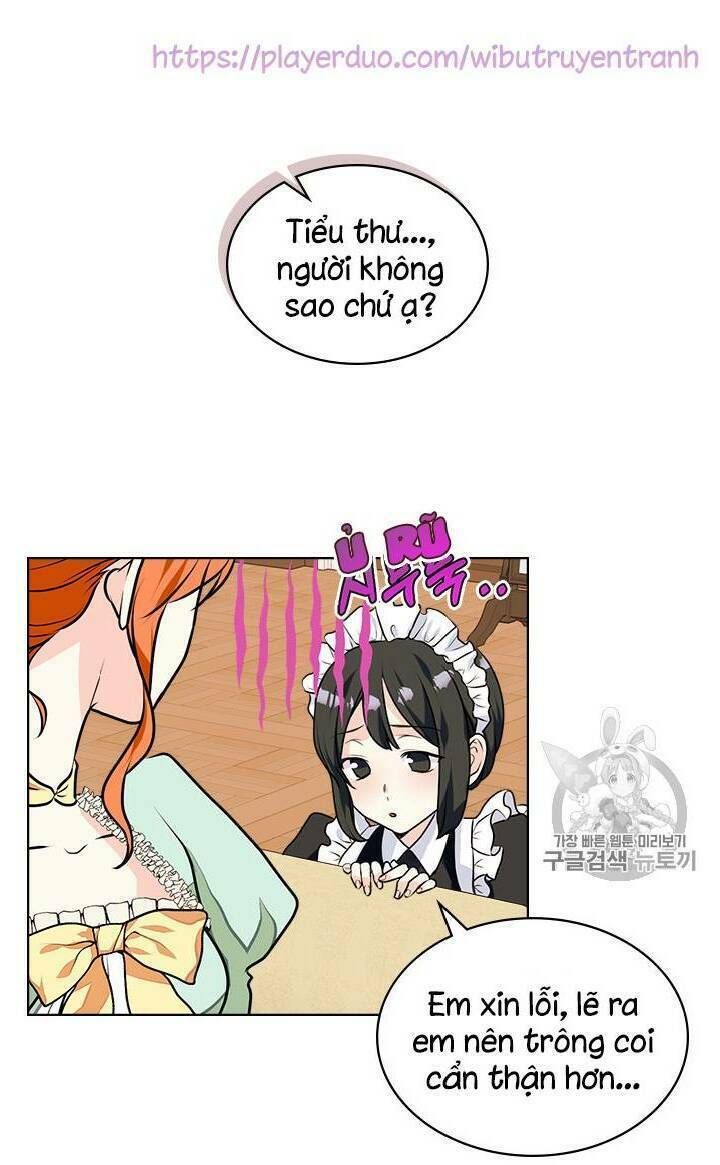 https://playerduo.com/wibutruyentranh
Tiểu thư...,
người không
sao chứ ạ?
Ủ RŨ
시무룩..
가장 빠른 웹툰 미리보기
구글검색 뉴토끼
Em xin lỗi, lẽ ra
em nên trông coi
cẩn thận hơn...